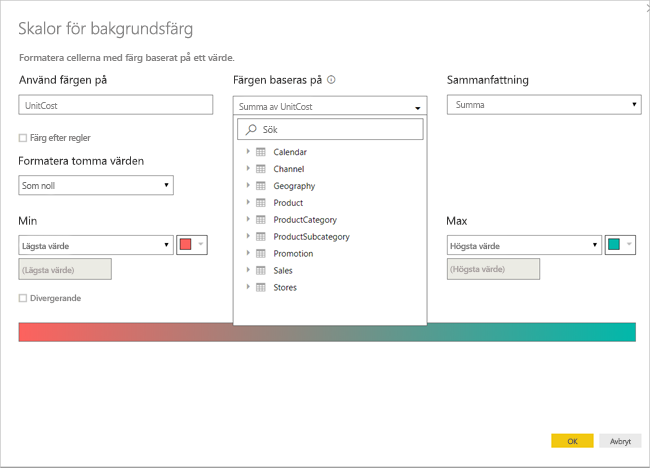 Skalor för bakgrundsfärg
Formatera cellerna med färg baserat på ett värde.
Använd färgen på
UnitCost
Färg efter regler
Formatera tomma värden
Som noll
Min
Lägsta värde
(Lägsta värde)
Divergerande
Färgen baseras på
Summa av UnitCost
Sök
Calendar
Channel
Geography
Product
ProductCategory
ProductSubcategory
Promotion
Sales
Stores
Sammanfattning
Summa
Max
Högsta värde
(Högsta värde)
OK
Avbryt